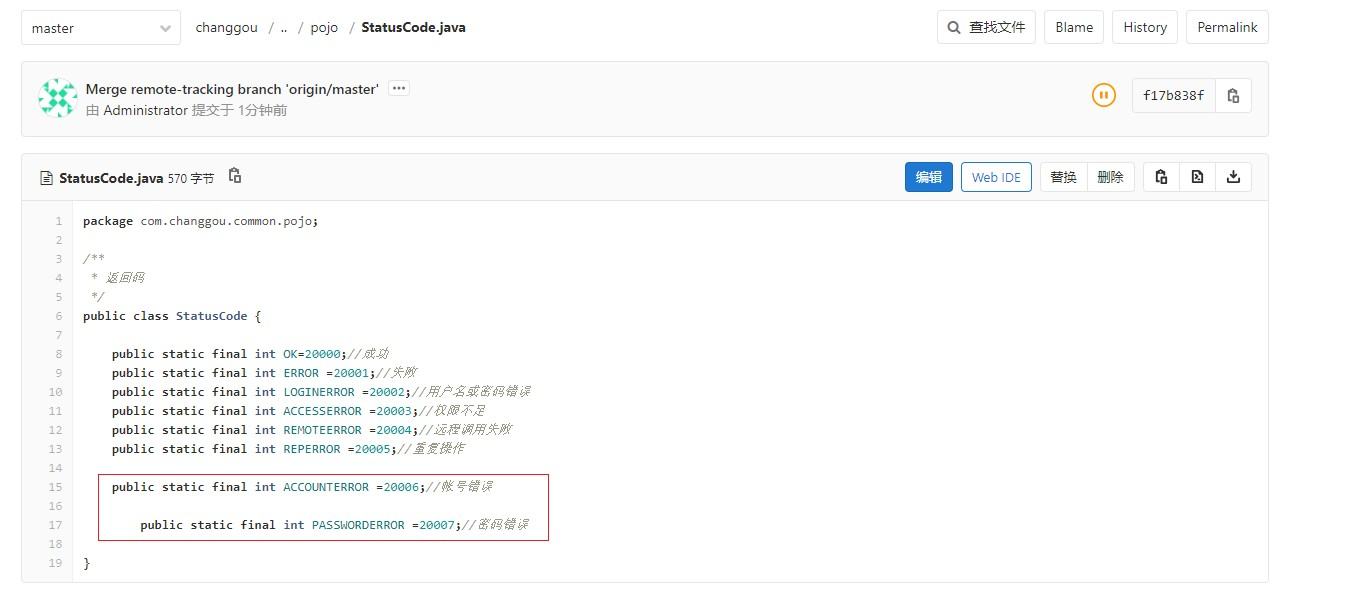 master changgou / .. / pojo / StatusCode.java 查找文件 Blame History Permalink
Merge remote-tracking branch 'origin/master' ···
由 Administrator 提交于 1分钟前 f17b838f
StatusCode.java 570 字节 编辑 Web IDE 替换 删除
1 package com.changgou.common.pojo;
2
3 /**
4 * 返回码
5 */
6 public class StatusCode {
7
8 public static final int OK=20000;//成功
9 public static final int ERROR =20001;//失败
10 public static final int LOGINERROR =20002;//用户名或密码错误
11 public static final int ACCESSERROR =20003;//权限不足
12 public static final int REMOTEERROR =20004;//远程调用失败
13 public static final int REPERROR =20005;//重复操作
14
15 public static final int ACCOUNTERROR =20006;//帐号错误
16
17 public static final int PASSWORDERROR =20007;//密码错误
18
19 }